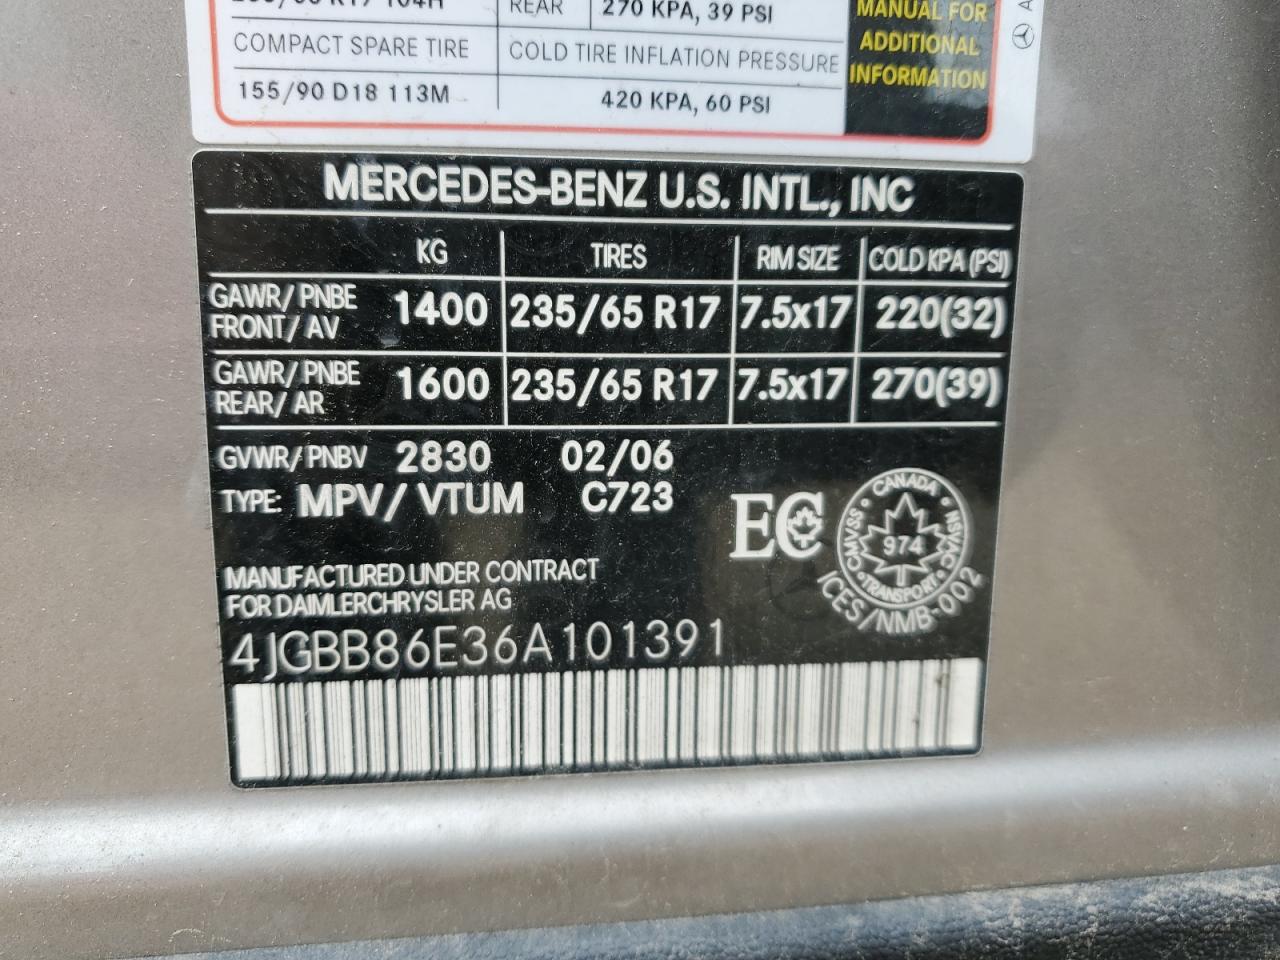 REAR 270 KPA, 39 PSI
MANUAL FOR
ADDITIONAL
INFORMATION
COMPACT SPARE TIRE COLD TIRE INFLATION PRESSURE
155/90 D18 113M 420 KPA, 60 PSI
MERCEDES-BENZ U.S. INTL., INC
KG TIRES RIM SIZE COLD KPA (PSI)
GAWR/ PNBE
FRONT/ AV 1400 235/65 R17 7.5x17 220(32)
GAWR/ PNBE
REAR/ AR 1600 235/65 R17 7.5x17 270(39)
GVWR/ PNBV 2830 02/06
TYPE: MPV/ VTUM C723
EC
CANADA
CMVSS NSVAC
974
TRANSPORT
ICES/NMB-002
MANUFACTURED UNDER CONTRACT
FOR DAIMLERCHRYSLER AG
4JGBB86E36A101391